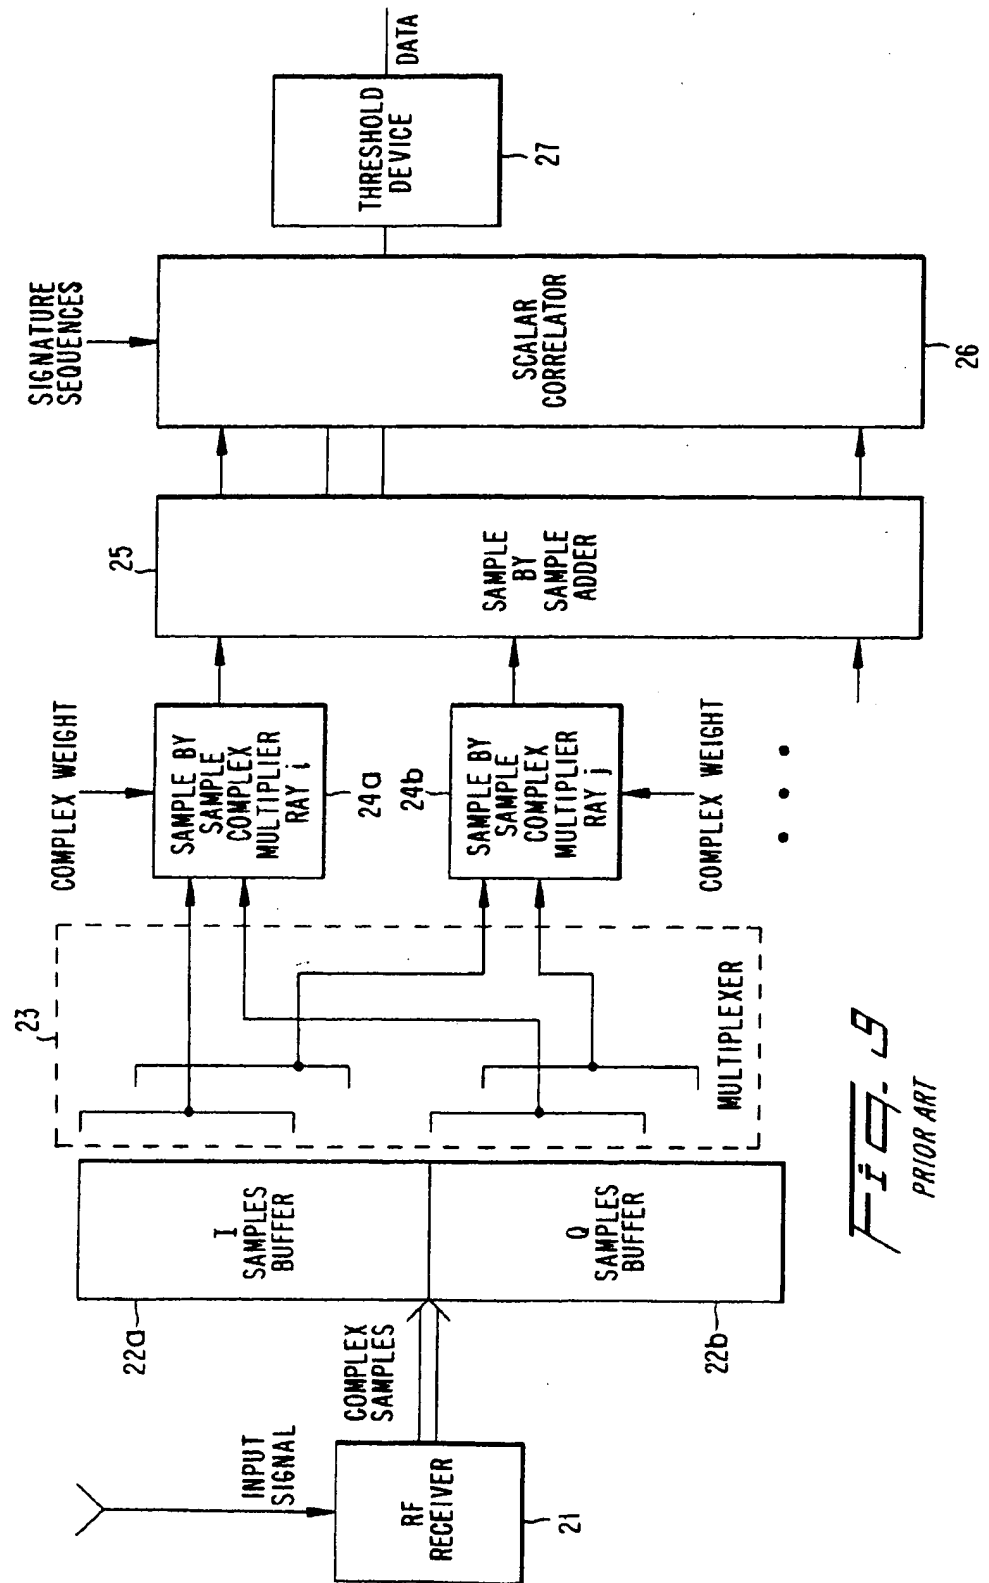 INPUT
SIGNAL
RF
RECEIVER
21
COMPLEX
SAMPLES
22a
I
SAMPLES
BUFFER
Q
SAMPLES
BUFFER
22b
23
MULTIPLEXER
COMPLEX WEIGHT
SAMPLE BY
SAMPLE
COMPLEX
MULTIPLIER
RAY i
24a
24b
SAMPLE BY
SAMPLE
COMPLEX
MULTIPLIER
RAY j
COMPLEX WEIGHT
25
SAMPLE
BY
SAMPLE
ADDER
SIGNATURE
SEQUENCES
SCALAR
CORRELATOR
26
THRESHOLD
DEVICE
27
DATA
Fig. 9
PRIOR ART